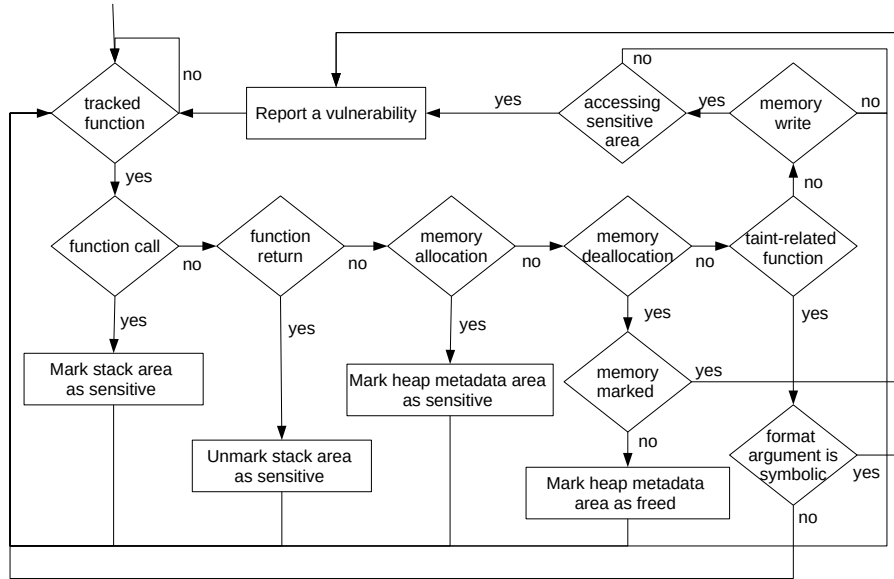 no
tracked
function
Report a vulnerability
yes
accessing
sensitive
area
no
yes
memory
write
no
yes
no
function call
no
function
return
no
memory
allocation
no
memory
deallocation
no
taint-related
function
yes
yes
yes
yes
yes
Mark stack area
as sensitive
Unmark stack area
as sensitive
Mark heap metadata area
as sensitive
memory
marked
yes
no
Mark heap metadata
area as freed
format
argument is
symbolic
yes
no